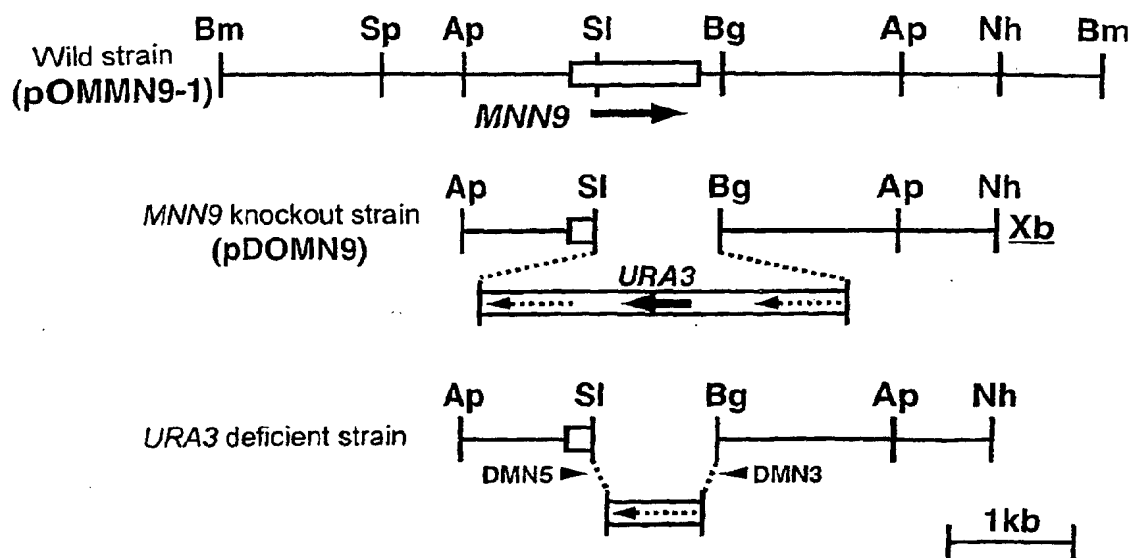 Bm Sp Ap Sl Bg Ap Nh Bm
Wild strain
(pOMMN9-1)
MNN9
Ap Sl Bg Ap Nh
MNN9 knockout strain
(pDOMN9)
Xb
URA3
Ap Sl Bg Ap Nh
URA3 deficient strain
DMN5 DMN3
1kb